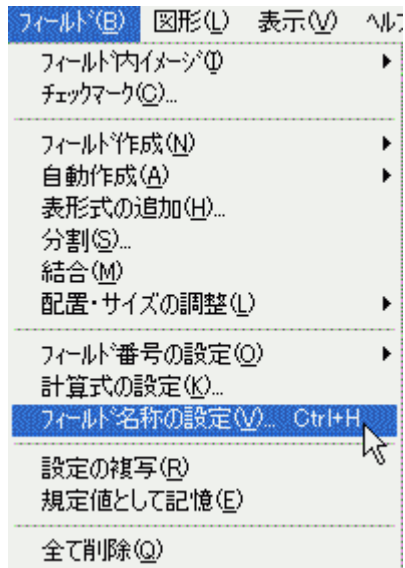 フィールド(B) 図形(L) 表示(V) ヘル
フィールド内イメージ(I)
チェックマーク(C)...
フィールド作成(N)
自動作成(A)
表形式の追加(H)...
分割(S)...
結合(M)
配置・サイズの調整(L)
フィールド番号の設定(O)
計算式の設定(K)...
フィールド名称の設定(V)... Ctrl+H
設定の複写(R)
規定値として記憶(E)
全て削除(Q)